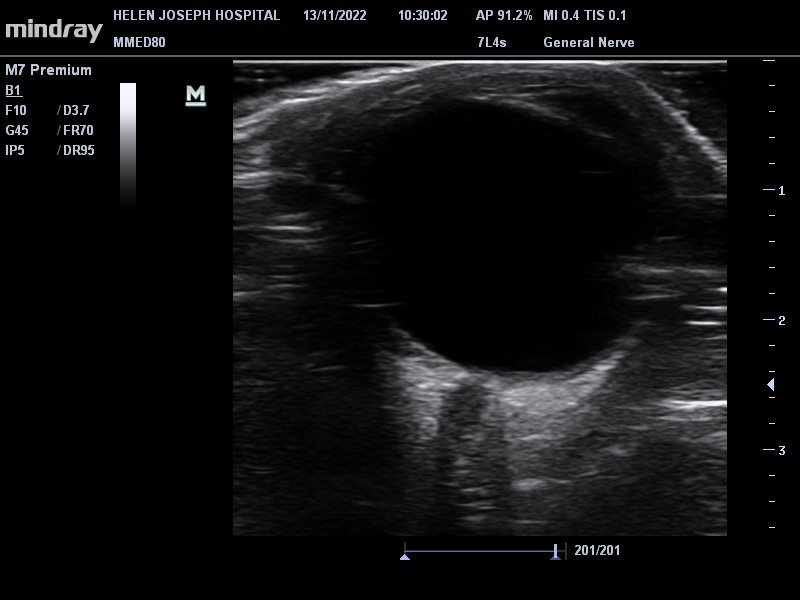 mindray
HELEN JOSEPH HOSPITAL 13/11/2022 10:30:02 AP 91.2% MI 0.4 TIS 0.1
MMED80 7L4s General Nerve
M7 Premium
B1
F10 / D3.7
G45 / FR70
IP5 / DR95
M
1
2
3
201/201